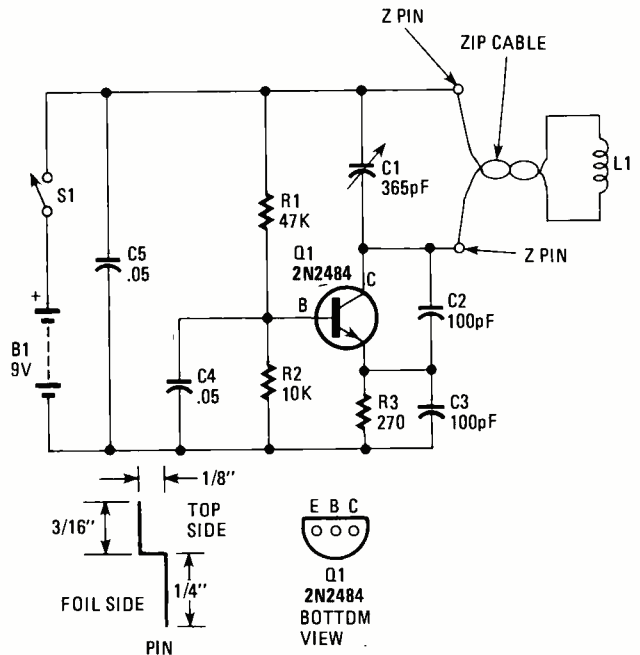 Z PIN
ZIP CABLE
S1
C5
.05
R1
47K
C1
365pF
L1
Q1
2N2484
C
B
Z PIN
+
B1
9V
C4
.05
R2
10K
C2
100pF
R3
270
C3
100pF
1/8"
3/16"
TOP
SIDE
1/4"
FOIL SIDE
PIN
E B C
Q1
2N2484
BOTTDM
VIEW